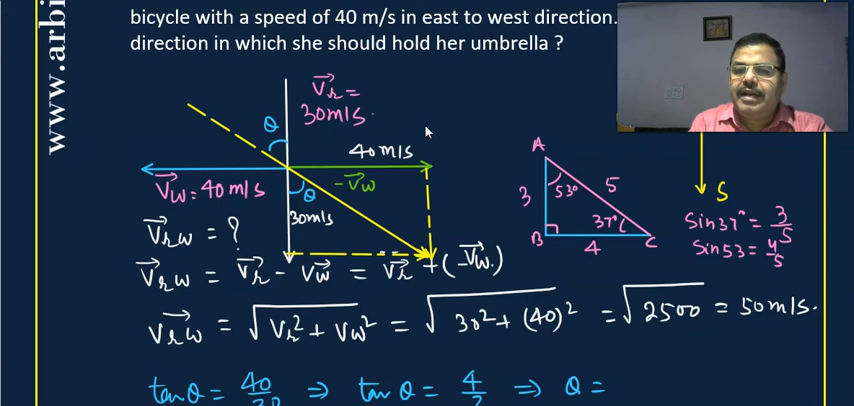 www.arbi
bicycle with a speed of 40 m/s in east to west direction.
direction in which she should hold her umbrella ?
V⃗r =
30m/s.
θ
40m/s
V⃗w = 40m/s
-V⃗w
θ
30m/s
A
53°
3
5
37°
B
4
C
S
sin37° = 3/5
sin53 = 4/5
V⃗rw = ?
V⃗rw = V⃗r - V⃗w = V⃗r + (-V⃗w)
V⃗rw = √(Vr² + Vw²) = √(30² + (40)²) = √2500 = 50m/s.
tanθ = 40/30 ⇒ tanθ = 4/3 ⇒ θ =